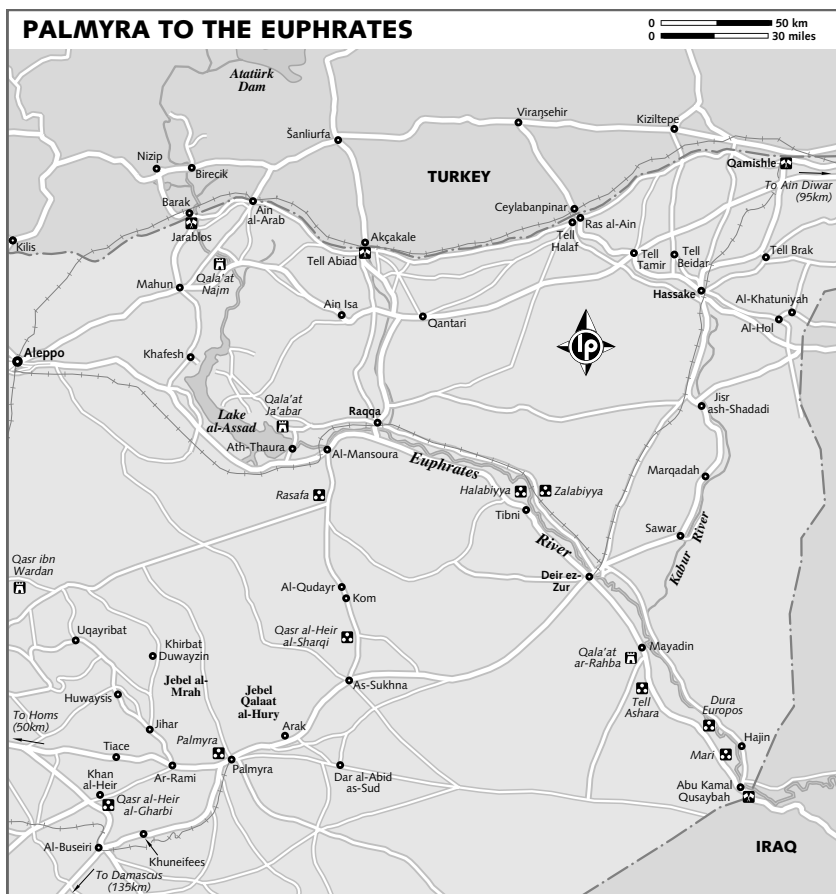 PALMYRA TO THE EUPHRATES
0 50 km
0 30 miles
Atatürk
Dam
Viranşehir
Kiziltepe
Şanliurfa
Nizip
Birecik
TURKEY
Qamishle
To Ain Diwar
(95km)
Barak
Ain
al-Arab
Ceylabanpinar
Ras al-Ain
Jarablos
Akçakale
Tell
Halaf
Kilis
Tell Abiad
Tell
Tamir
Tell
Beidar
Tell Brak
Qala'at
Najm
Mahun
Hassake
Al-Khatuniyah
Ain Isa
Qantari
Al-Hol
lp
Aleppo
Khafesh
Qala'at
Ja'abar
Jisr
ash-Shadadi
Lake
al-Assad
Raqqa
Ath-Thaura
Al-Mansoura
Euphrates
River
Marqadah
Rasafa
Halabiyya
Zalabiyya
Tibni
Sawar
Kabur River
Qasr ibn
Wardan
Deir ez-
Zur
Al-Qudayr
Kom
Uqayribat
Khirbat
Duwayzin
Qasr al-Heir
al-Sharqi
Qala'at
ar-Rahba
Mayadin
Jebel al-
Mrah
Jebel
Qalaat
al-Hury
As-Sukhna
Huwaysis
Tell
Ashara
Dura
Europos
To Homs
(50km)
Jihar
Arak
Hajin
Tiace
Palmyra
Mari
Ar-Rami
Palmyra
Dar al-Abid
as-Sud
Khan
al-Heir
Abu Kamal
Qusaybah
Qasr al-Heir
al-Gharbi
Al-Buseiri
Khuneifees
IRAQ
To Damascus
(135km)